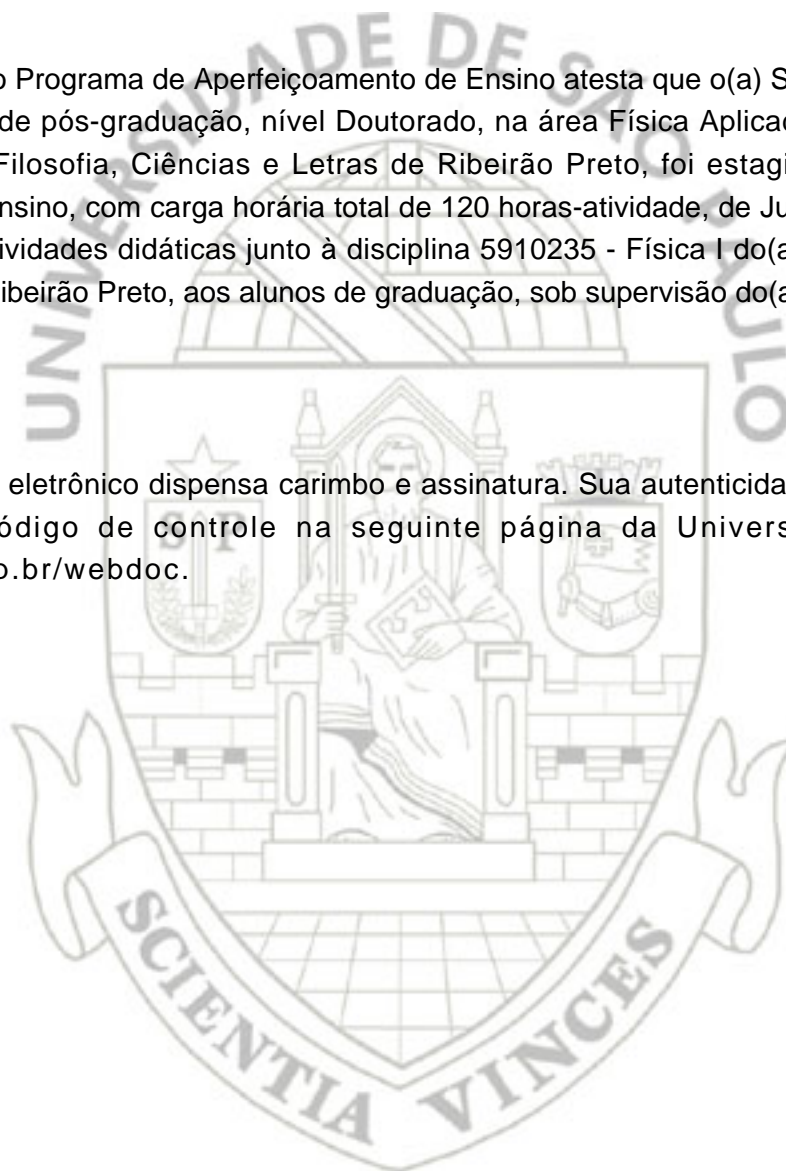 UNIVERSIDADE DE SÃO PAULO
o Programa de Aperfeiçoamento de Ensino atesta que o(a) S
de pós-graduação, nível Doutorado, na área Física Aplica
Filosofia, Ciências e Letras de Ribeirão Preto, foi estagi
nsino, com carga horária total de 120 horas-atividade, de Ju
tividades didáticas junto à disciplina 5910235 - Física I do(a
ibeirão Preto, aos alunos de graduação, sob supervisão do(a
eletrônico dispensa carimbo e assinatura. Sua autenticida
ódigo de controle na seguinte página da Univers
o.br/webdoc.
S P
SCIENTIA VINCES